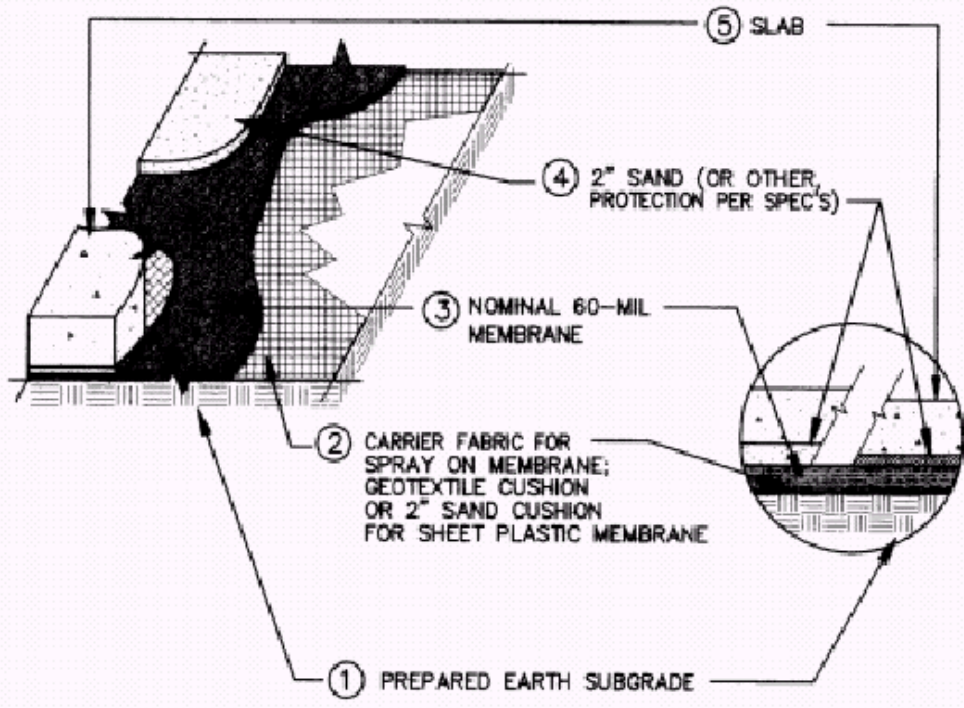 5 SLAB
4 2" SAND (OR OTHER
PROTECTION PER SPEC'S)
3 NOMINAL 60-MIL
MEMBRANE
2 CARRIER FABRIC FOR
SPRAY ON MEMBRANE;
GEOTEXTILE CUSHION
OR 2" SAND CUSHION
FOR SHEET PLASTIC MEMBRANE
1 PREPARED EARTH SUBGRADE